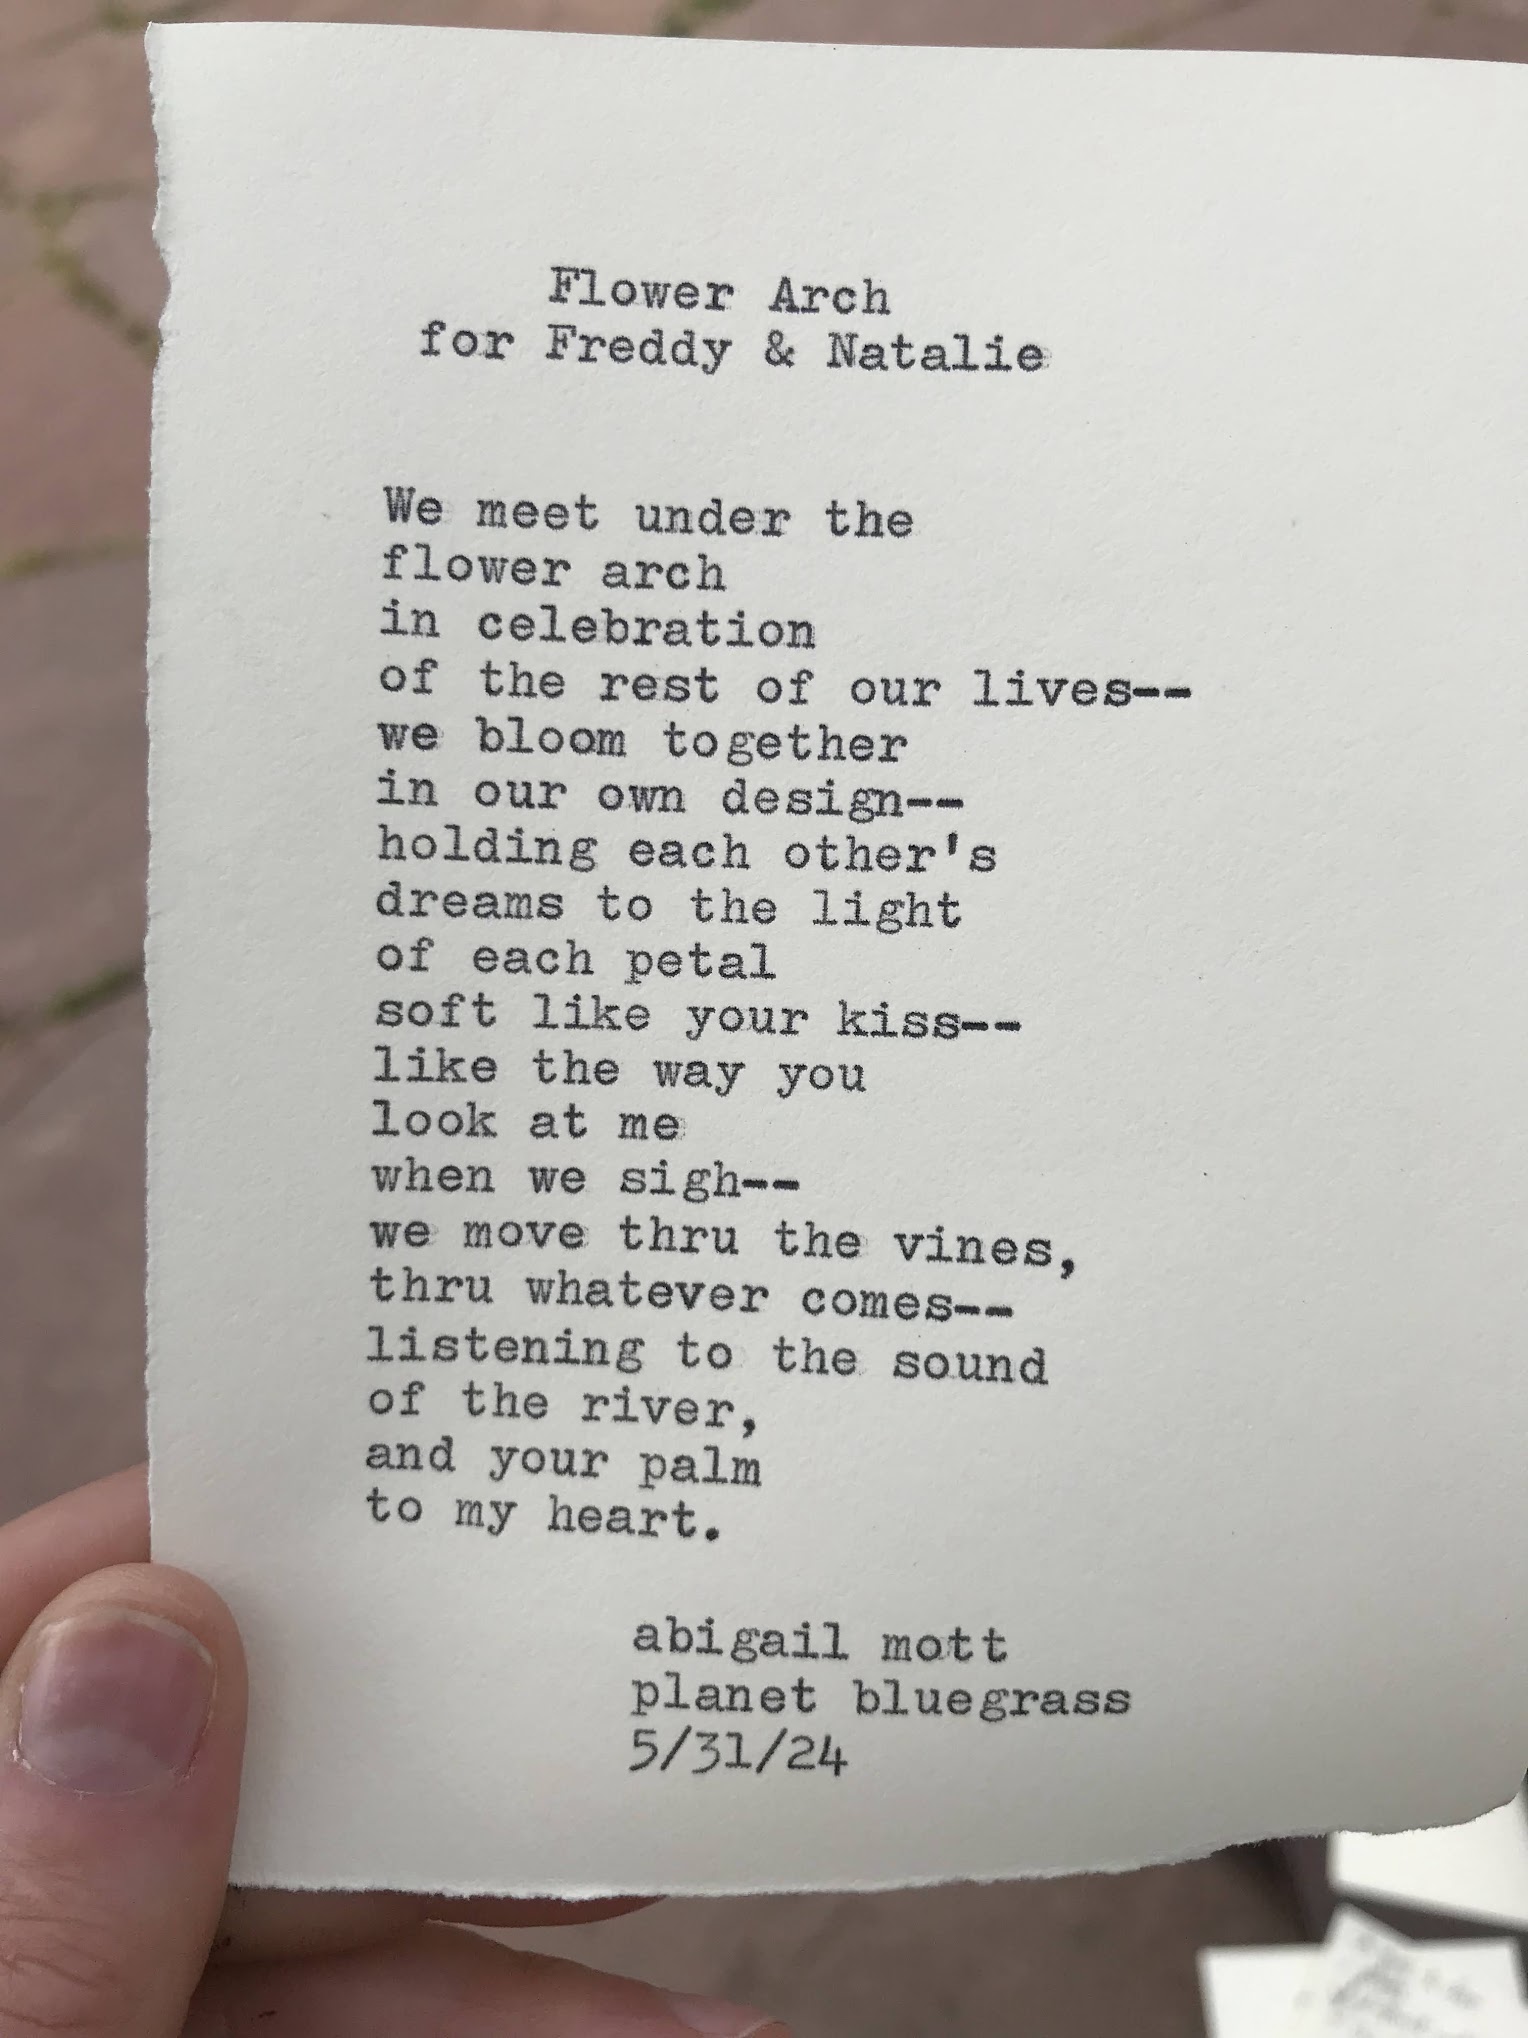 Flower Arch
for Freddy & Natalie
We meet under the
flower arch
in celebration
of the rest of our lives--
we bloom together
in our own design--
holding each other's
dreams to the light
of each petal
soft like your kiss--
like the way you
look at me
when we sigh--
we move thru the vines,
thru whatever comes--
listening to the sound
of the river,
and your palm
to my heart.
abigail mott
planet bluegrass
5/31/24